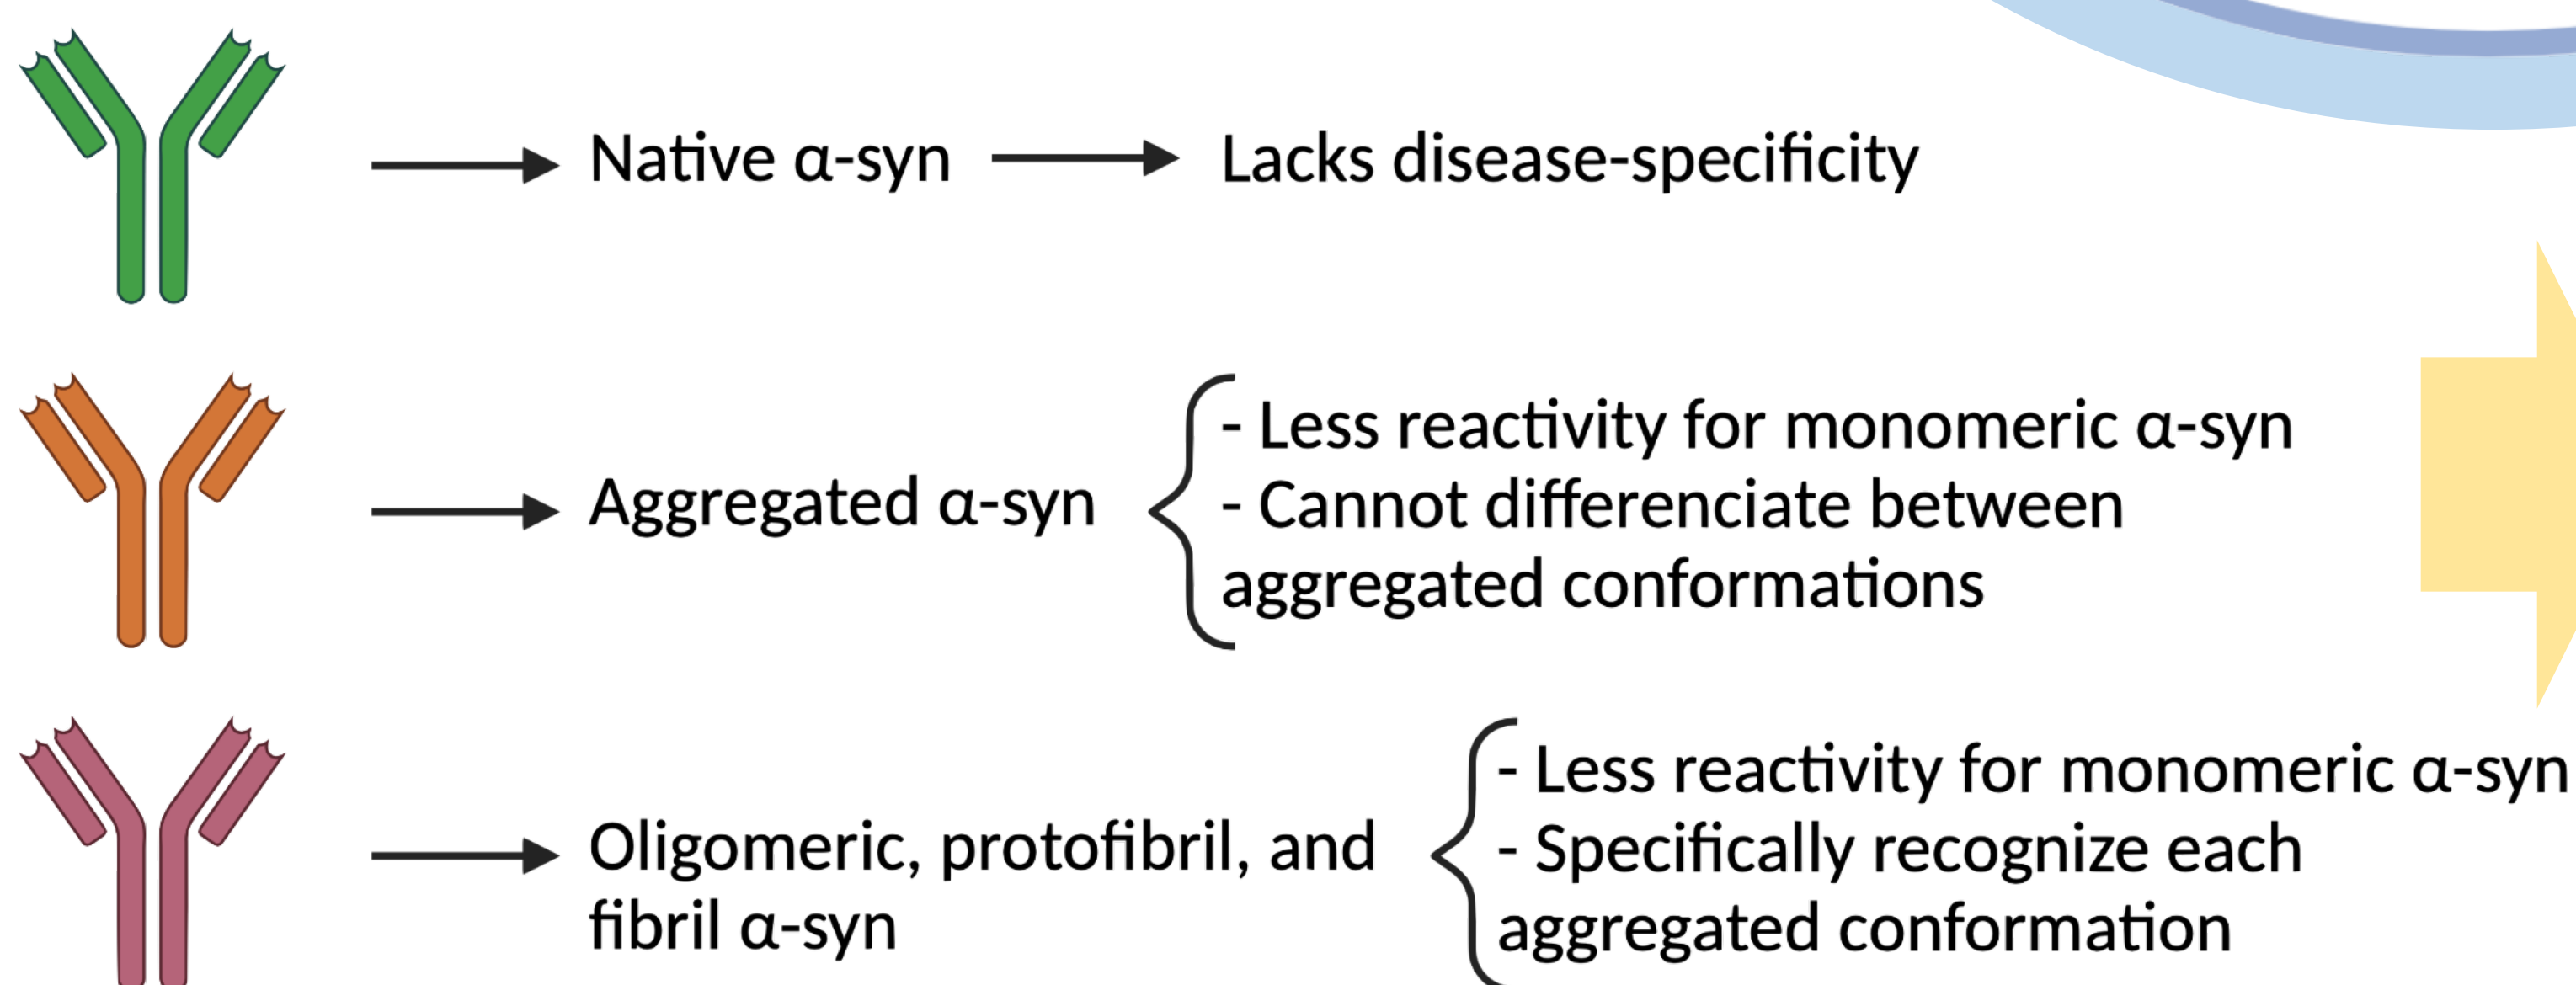 Native α-syn
Lacks disease-specificity
Aggregated α-syn
- Less reactivity for monomeric α-syn
- Cannot differenciate between
aggregated conformations
Oligomeric, protofibril, and
fibril α-syn
- Less reactivity for monomeric α-syn
- Specifically recognize each
aggregated conformation